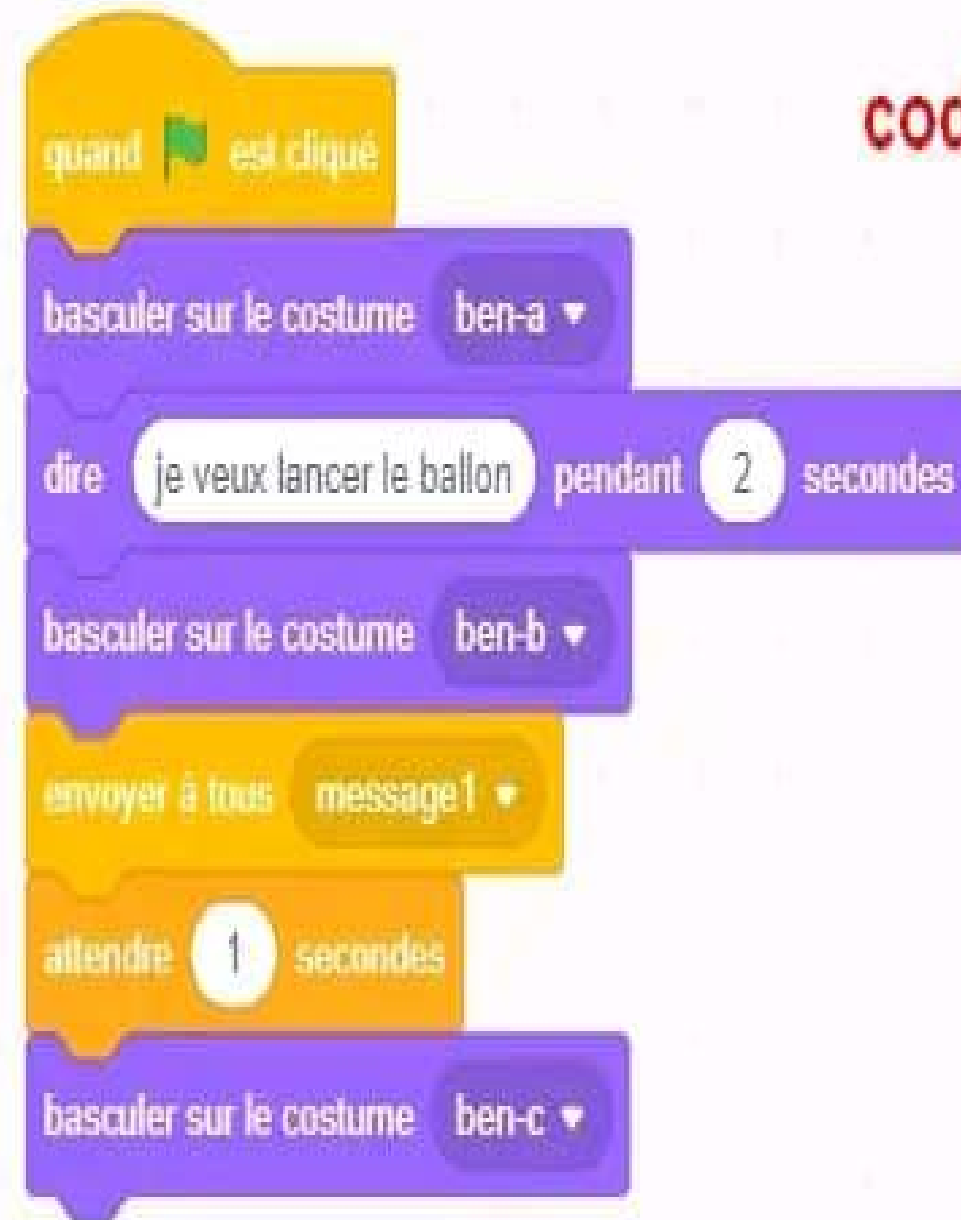 quand est cliqué
cod
basculer sur le costume ben-a
dire je veux lancer le ballon pendant 2 secondes
basculer sur le costume ben-b
envoyer à tous message1
attendre 1 secondes
basculer sur le costume ben-c